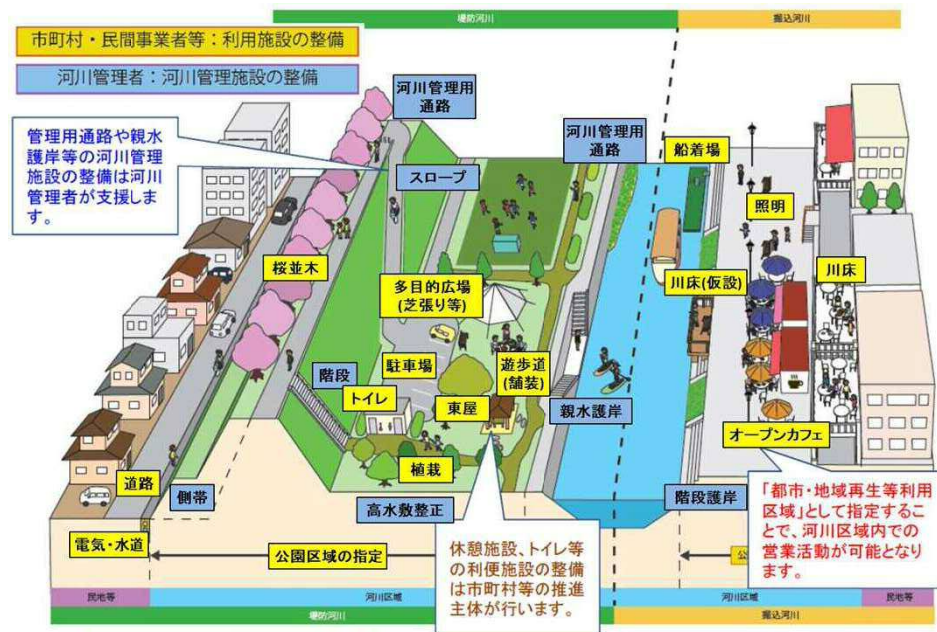 堤防河川
掘込河川
市町村・民間事業者等：利用施設の整備
河川管理者：河川管理施設の整備
管理用通路や親水
護岸等の河川管理
施設の整備は河川
管理者が支援しま
す。
河川管理用
通路
スロープ
河川管理用
通路
船着場
照明
桜並木
多目的広場
(芝張り等)
川床(仮設)
川床
階段
駐車場
遊歩道
(舗装)
トイレ
東屋
親水護岸
オープンカフェ
植栽
道路
側帯
高水敷整正
階段護岸
電気・水道
公園区域の指定
休憩施設、トイレ等
の利便施設の整備
は市町村等の推進
主体が行います。
「都市・地域再生等利用
区域」として指定するこ
とで、河川区域内での
営業活動が可能となり
ます。
民地等
河川区域
河川区域
民地等
堤防河川
掘込河川